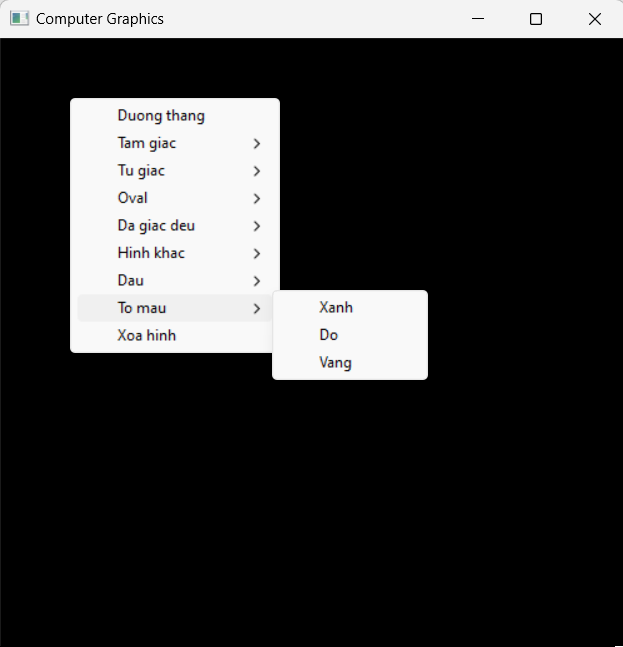 Computer Graphics
Duong thang
Tam giac
Tu giac
Oval
Da giac deu
Hinh khac
Dau
To mau
Xoa hinh
Xanh
Do
Vang